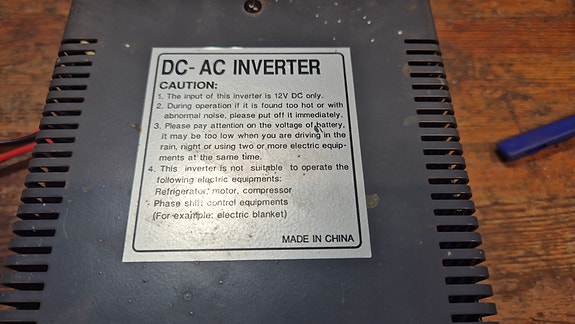 DC- AC INVERTER
CAUTION:
1. The input of this inverter is 12V DC only.
2. During operation if it is found too hot or with
abnormal noise, please put off it immediately.
3. Please pay attention on the voltage of battery,
it may be too low when you are driving in the
rain, night or using two or more electric equip-
ments at the same time.
4. This inverter is not suitable to operate the
following electric equipments:
Refrigerator, motor, compressor
Phase shift control equipments
(For example: electric blanket)
MADE IN CHINA